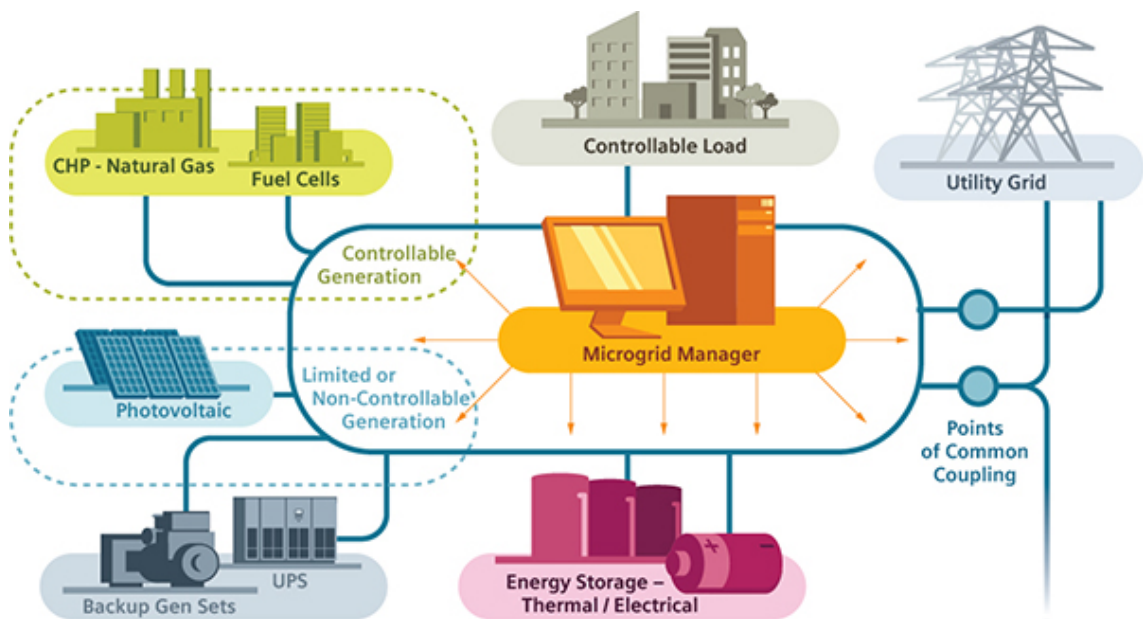 CHP - Natural Gas
Fuel Cells
Controllable Load
Utility Grid
Controllable
Generation
Microgrid Manager
Photovoltaic
Limited or
Non-Controllable
Generation
Points
of Common
Coupling
UPS
Backup Gen Sets
Energy Storage –
Thermal / Electrical
+
-